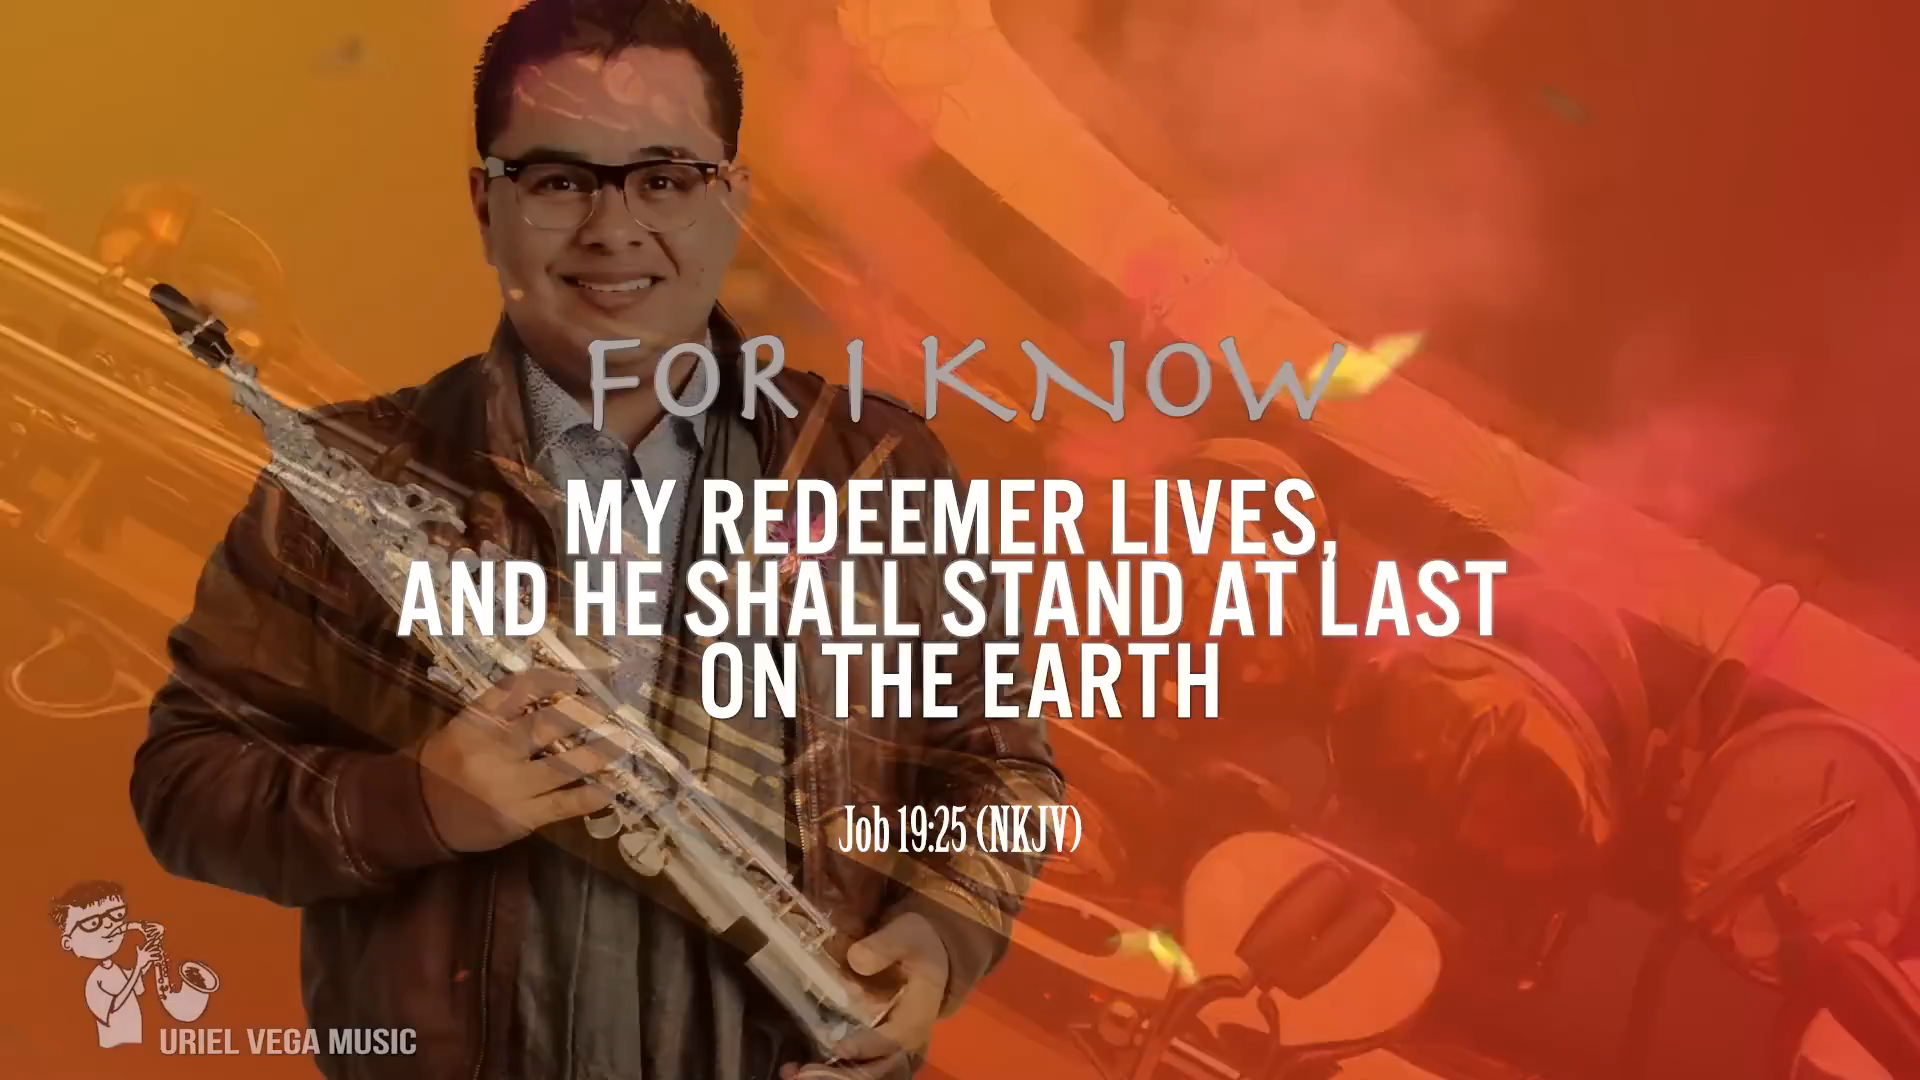 FOR I KNOW
MY REDEEMER LIVES,
AND HE SHALL STAND AT LAST
ON THE EARTH
Job 19:25 (NKJV)
URIEL VEGA MUSIC